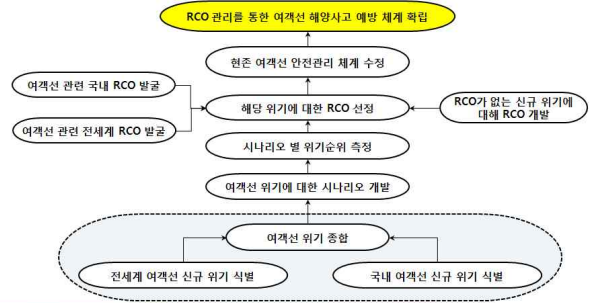 RCO 관리를 통한 여객선 해양사고 예방 체계 확립
현존 여객선 안전관리 체계 수정
여객선 관련 국내 RCO 발굴
해당 위기에 대한 RCO 선정
RCO가 없는 신규 위기에
대해 RCO 개발
여객선 관련 전세계 RCO 발굴
시나리오 별 위기순위 측정
여객선 위기에 대한 시나리오 개발
여객선 위기 종합
전세계 여객선 신규 위기 식별
국내 여객선 신규 위기 식별